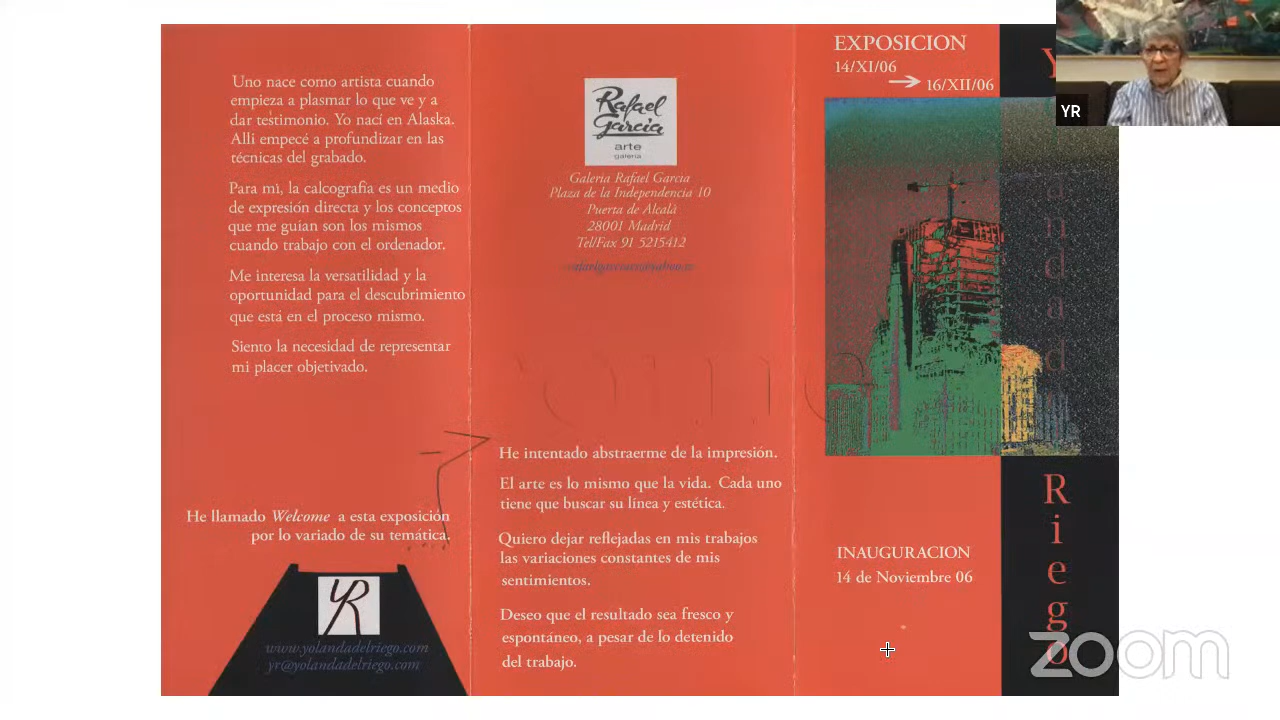 Uno nace como artista cuando
empieza a plasmar lo que ve y a
dar testimonio. Yo nací en Alaska.
Alli empecé a profundizar en las
técnicas del grabado.
Para mì, la calcografia es un medio
de expresión directa y los conceptos
que me guían son los mismos
cuando trabajo con el ordenador.
Me interesa la versatilidad y la
oportunidad para el descubrimiento
que está en el proceso mismo.
Siento la necesidad de representar
mi placer objetivado.
He llamado Welcome a esta exposición
por lo variado de su temática.
YR
www.yolandadelriego.com
yr@yolandadelriego.com
Rafael
García
arte
galeria
Galeria Rafael Garcia
Plaza de la Independencia 10
Puerta de Alcalà
28001 Madrid
Tel/Fax 91 5215412
He intentado abstraerme de la impresión.
El arte es lo mismo que la vida. Cada uno
tiene que buscar su línea y estética.
Quiero dejar reflejadas en mis trabajos
las variaciones constantes de mis
sentimientos.
Deseo que el resultado sea fresco y
espontáneo, a pesar de lo detenido
del trabajo.
EXPOSICION
14/XI/06
16/XII/06
INAUGURACION
14 de Noviembre 06
Riego
YR
zoom